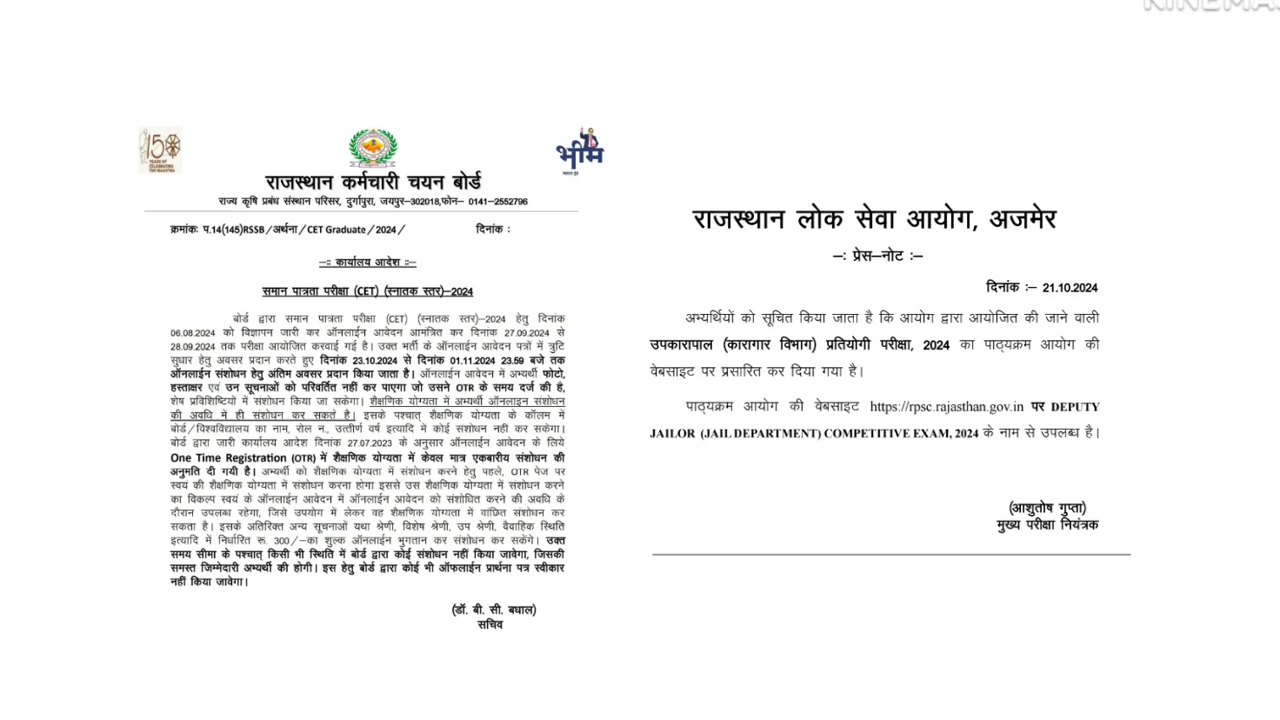 KINEMAS
150
YEARS OF
CELEBRATING
THE MAHATMA
भीम
राजस्थान कर्मचारी चयन बोर्ड
राज्य कृषि प्रबंध संस्थान परिसर, दुर्गापुरा, जयपुर–302018,फोन– 0141–2552796
क्रमांकः प.14(145)RSSB/अर्थना/CET Graduate/2024/ दिनांक :
–:: कार्यालय आदेश ::–
समान पात्रता परीक्षा (CET) (स्नातक स्तर)–2024
बोर्ड द्वारा समान पात्रता परीक्षा (CET) (स्नातक स्तर)–2024 हेतु दिनांक
06.08.2024 को विज्ञापन जारी कर ऑनलाईन आवेदन आमंत्रित कर दिनांक 27.09.2024 से
28.09.2024 तक परीक्षा आयोजित करवाई गई है। उक्त भर्ती के ऑनलाईन आवेदन पत्रों में त्रुटि
सुधार हेतु अवसर प्रदान करते हुए दिनांक 23.10.2024 से दिनांक 01.11.2024 23.59 बजे तक
ऑनलाईन संशोधन हेतु अंतिम अवसर प्रदान किया जाता है। ऑनलाईन आवेदन में अभ्यर्थी फोटो,
हस्ताक्षर एवं उन सूचनाओं को परिवर्तित नहीं कर पाएगा जो उसने OTR के समय दर्ज की है,
शेष प्रविशिष्टियों में संशोधन किया जा सकेगा। शैक्षणिक योग्यता में अभ्यर्थी ऑनलाइन संशोधन
की अवधि में ही संशोधन कर सकते है। इसके पश्चात् शैक्षणिक योग्यता के कॉलम में
बोर्ड/विश्वविद्यालय का नाम, रोल न., उत्तीर्ण वर्ष इत्यादि में कोई संशोधन नही कर सकेगा।
बोर्ड द्वारा जारी कार्यालय आदेश दिनांक 27.07.2023 के अनुसार ऑनलाईन आवेदन के लिये
One Time Registration (OTR) में शैक्षणिक योग्यता में केवल मात्र एकबारीय संशोधन की
अनुमति दी गयी है। अभ्यर्थी को शैक्षणिक योग्यता में संशोधन करने हेतु पहले, OTR पेज पर
स्वयं की शैक्षणिक योग्यता में संशोधन करना होगा इससे उस शैक्षणिक योग्यता में संशोधन करने
का विकल्प स्वयं के ऑनलाईन आवेदन में ऑनलाईन आवेदन को संशोधित करने की अवधि के
दौरान उपलब्ध रहेगा, जिसे उपयोग में लेकर वह शैक्षणिक योग्यता में वांछित संशोधन कर
सकता है। इसके अतिरिक्त अन्य सूचनाओं यथा श्रेणी, विशेष श्रेणी, उप श्रेणी, वैवाहिक स्थिति
इत्यादि में निर्धारित रू. 300/–का शुल्क ऑनलाईन भुगतान कर संशोधन कर सकेंगे। उक्त
समय सीमा के पश्चात् किसी भी स्थिति में बोर्ड द्वारा कोई संशोधन नहीं किया जावेगा, जिसकी
समस्त जिम्मेदारी अभ्यर्थी की होगी। इस हेतु बोर्ड द्वारा कोई भी ऑफलाईन प्रार्थना पत्र स्वीकार
नहीं किया जावेगा।
(डॉ. बी. सी. बधाल)
सचिव
राजस्थान लोक सेवा आयोग, अजमेर
–: प्रेस–नोट :–
दिनांक :– 21.10.2024
अभ्यर्थियों को सूचित किया जाता है कि आयोग द्वारा आयोजित की जाने वाली
उपकारापाल (कारागार विभाग) प्रतियोगी परीक्षा, 2024 का पाठ्यक्रम आयोग की
वेबसाइट पर प्रसारित कर दिया गया है।
पाठ्यक्रम आयोग की वेबसाइट https://rpsc.rajasthan.gov.in पर DEPUTY
JAILOR (JAIL DEPARTMENT) COMPETITIVE EXAM, 2024 के नाम से उपलब्ध है।
(आशुतोष गुप्ता)
मुख्य परीक्षा नियंत्रक